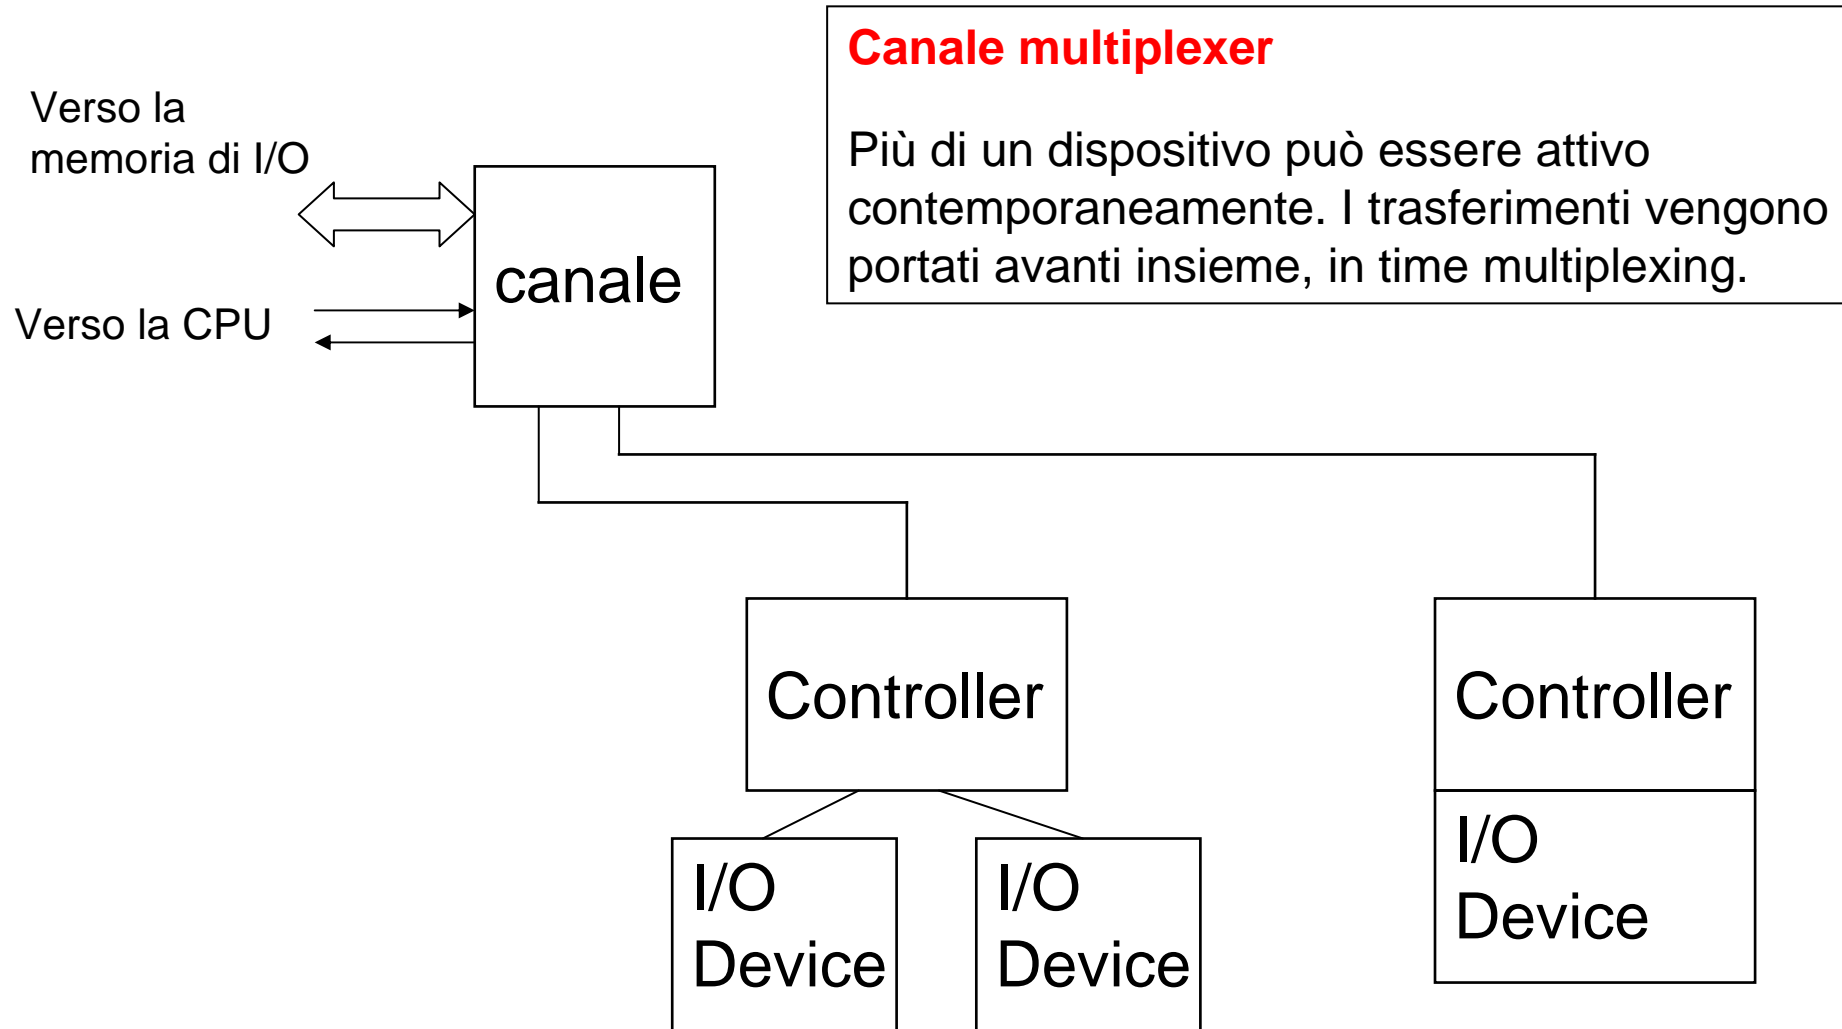 Canale multiplexer
Più di un dispositivo può essere attivo
contemporaneamente. I trasferimenti vengono
portati avanti insieme, in time multiplexing.
Verso la
memoria di I/O
canale
Verso la CPU
Controller
Controller
I/O
Device
I/O
Device
I/O
Device